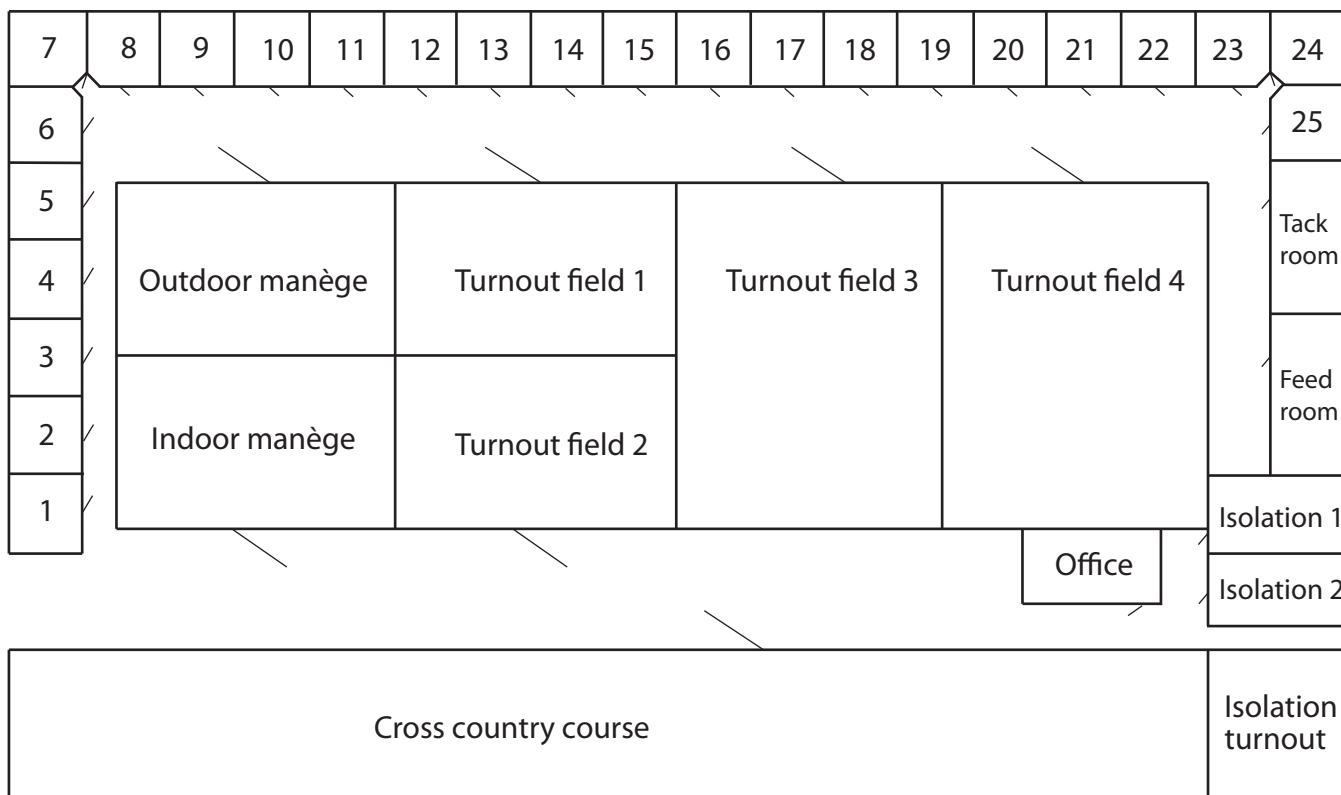 7
8
9
10
11
12
13
14
15
16
17
18
19
20
21
22
23
24
6
25
5
4
3
2
1
Tack
room
Outdoor manège
Turnout field 1
Turnout field 3
Turnout field 4
Feed
room
Indoor manège
Turnout field 2
Isolation 1
Office
Isolation 2
Cross country course
Isolation
turnout